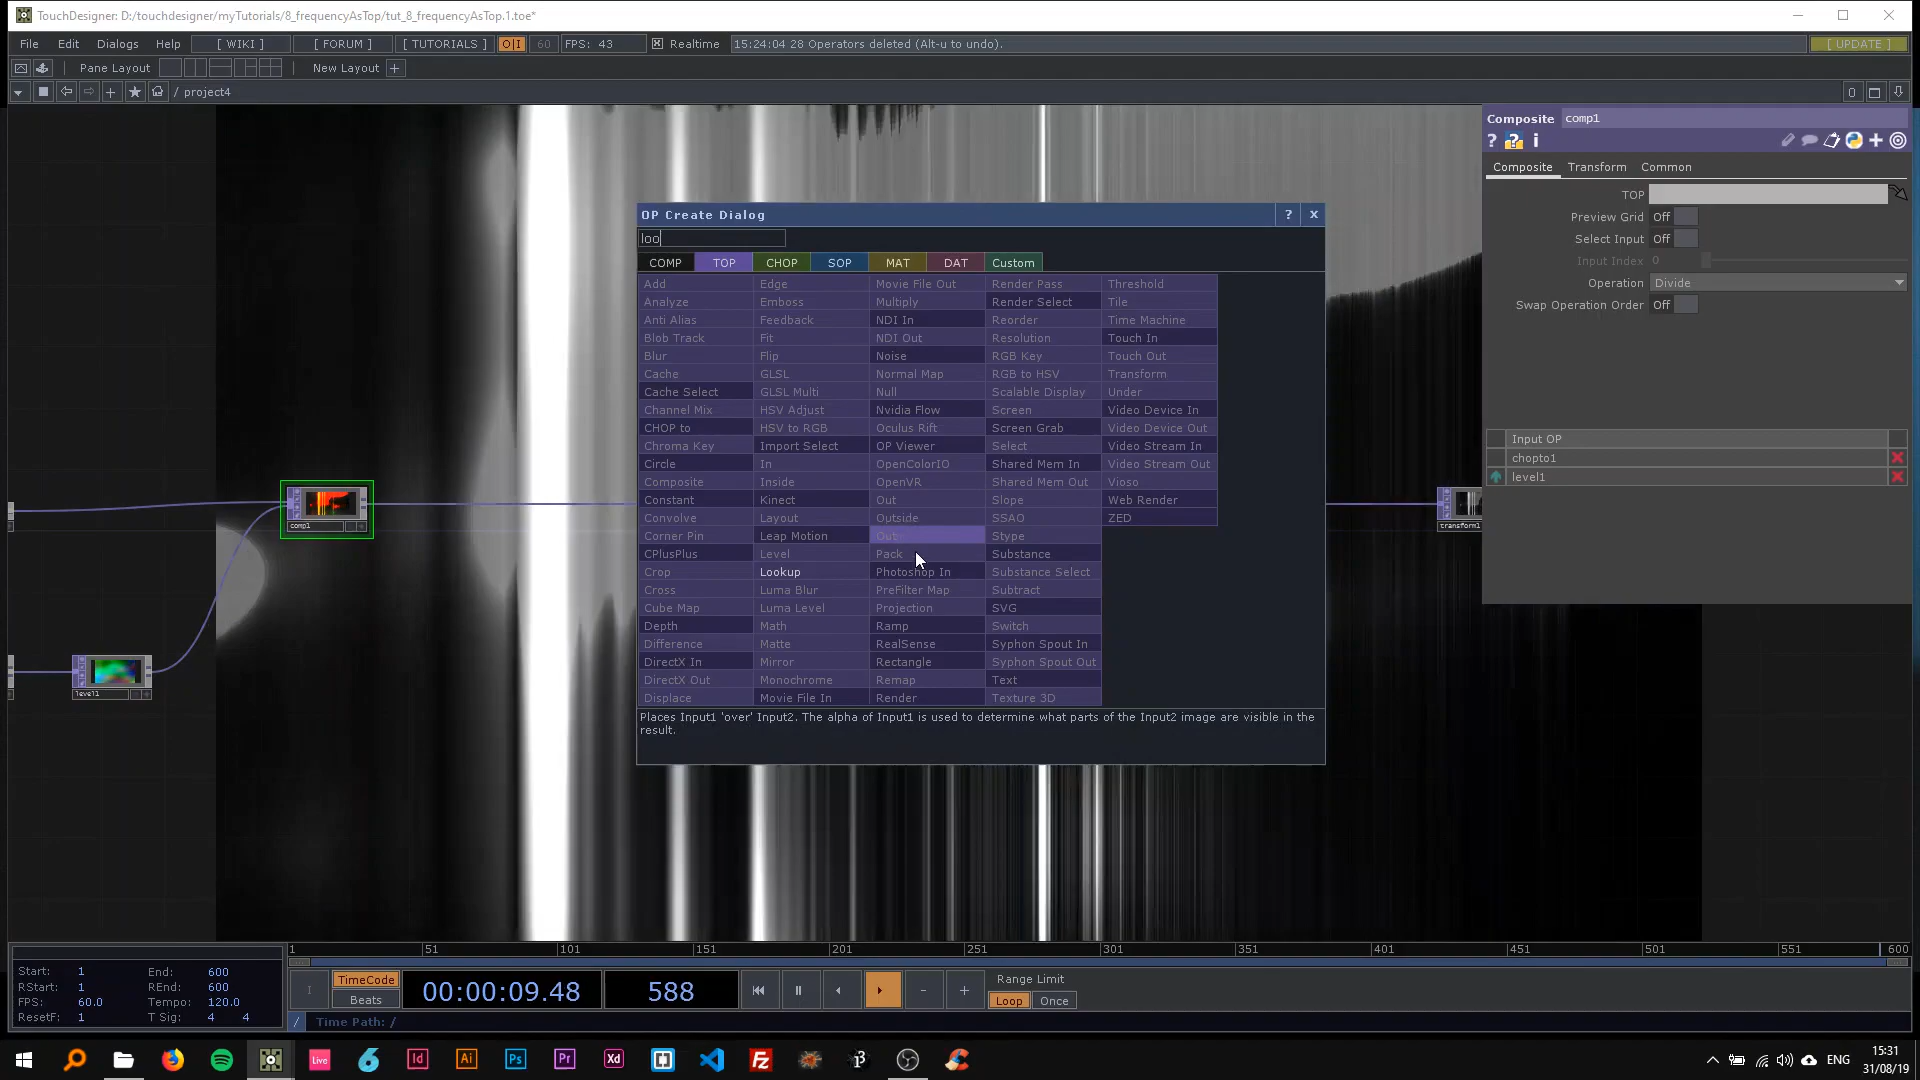 TouchDesigner: D:/touchdesigner/myTutorials/8_frequencyAsTop/tut_8_frequencyAsTop.1.toe*
File Edit Dialogs Help [ WIKI ] [ FORUM ] [ TUTORIALS ] O|I 60 FPS: 43 Realtime 15:24:04 28 Operators deleted (Alt-u to undo). [ UPDATE ]
Pane Layout New Layout +
+ / project4 0
Composite comp1
? ? i
Composite Transform Common
TOP
Preview Grid Off
Select Input Off
Input Index 0
Operation Divide
Swap Operation Order Off
Input OP
chopto1
level1
OP Create Dialog ? x
loo
COMP TOP CHOP SOP MAT DAT Custom
Add Edge Movie File Out Render Pass Threshold
Analyze Emboss Multiply Render Select Tile
Anti Alias Feedback NDI In Reorder Time Machine
Blob Track Fit NDI Out Resolution Touch In
Blur Flip Noise RGB Key Touch Out
Cache GLSL Normal Map RGB to HSV Transform
Cache Select GLSL Multi Null Scalable Display Under
Channel Mix HSV Adjust Nvidia Flow Screen Video Device In
CHOP to HSV to RGB Oculus Rift Screen Grab Video Device Out
Chroma Key Import Select OP Viewer Select Video Stream In
Circle In OpenColorIO Shared Mem In Video Stream Out
Composite Inside OpenVR Shared Mem Out Vioso
Constant Kinect Out Slope Web Render
Convolve Layout Outside SSAO ZED
Corner Pin Leap Motion Over Stype
CPlusPlus Level Pack Substance
Crop Lookup Photoshop In Substance Select
Cross Luma Blur PreFilter Map Subtract
Cube Map Luma Level Projection SVG
Depth Math Ramp Switch
Difference Matte RealSense Syphon Spout In
DirectX In Mirror Rectangle Syphon Spout Out
DirectX Out Monochrome Remap Text
Displace Movie File In Render Texture 3D
Places Input1 'over' Input2. The alpha of Input1 is used to determine what parts of the Input2 image are visible in the
result.
comp1
transform1
level1
1 51 101 151 201 251 301 351 401 451 501 551 600
Start: 1 End: 600
RStart: 1 REnd: 600
FPS: 60.0 Tempo: 120.0
ResetF: 1 T Sig: 4 4
TimeCode
Beats
00:00:09.48 588
- +
Range Limit
Loop Once
/ Time Path: /
Live Id Ai Ps Pr Xd ENG
15:31
31/08/19